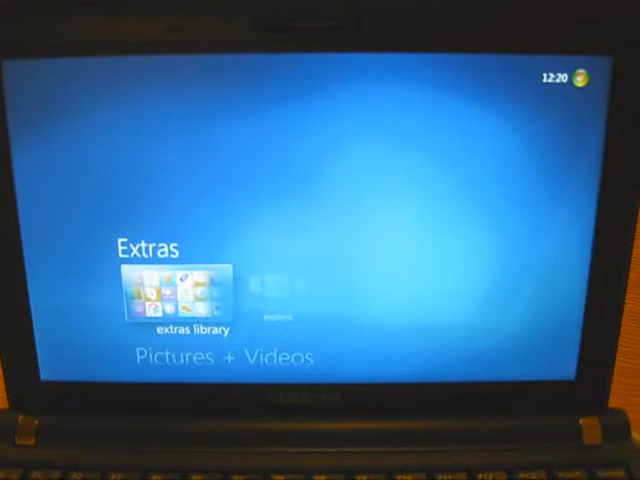 12:20
Extras
extras library
explore
Pictures + Videos